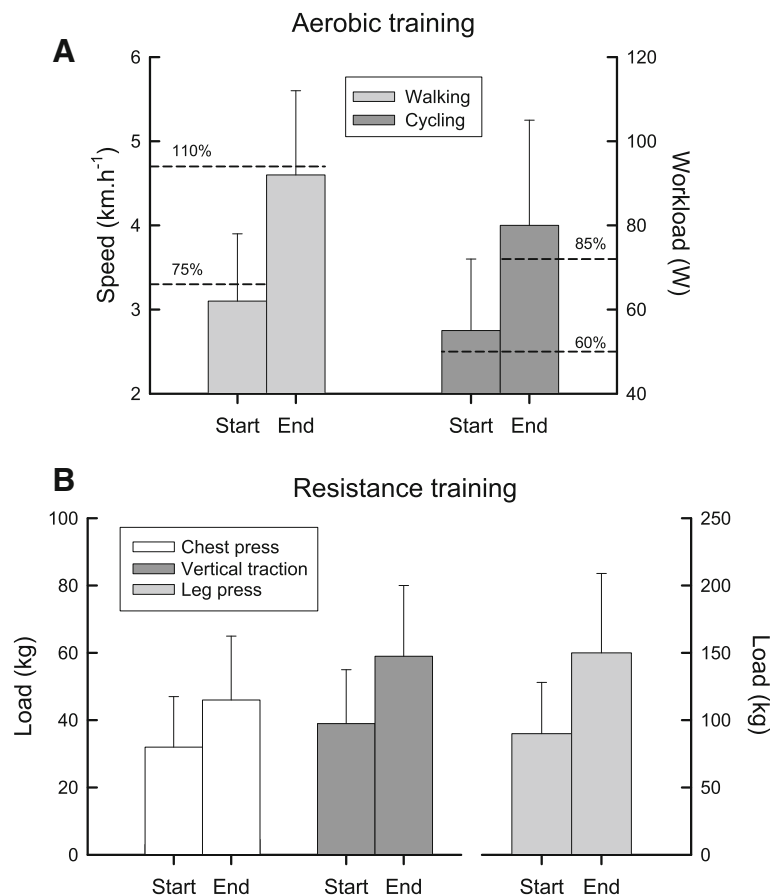 Aerobic training
A
6
5
4
3
2
Speed (km.h-1)
110%
75%
Walking
Cycling
120
100
80
60
40
Workload (W)
85%
60%
Start End Start End
B
Resistance training
100
80
60
40
20
0
Load (kg)
Chest press
Vertical traction
Leg press
250
200
150
100
50
0
Load (kg)
Start End Start End Start End